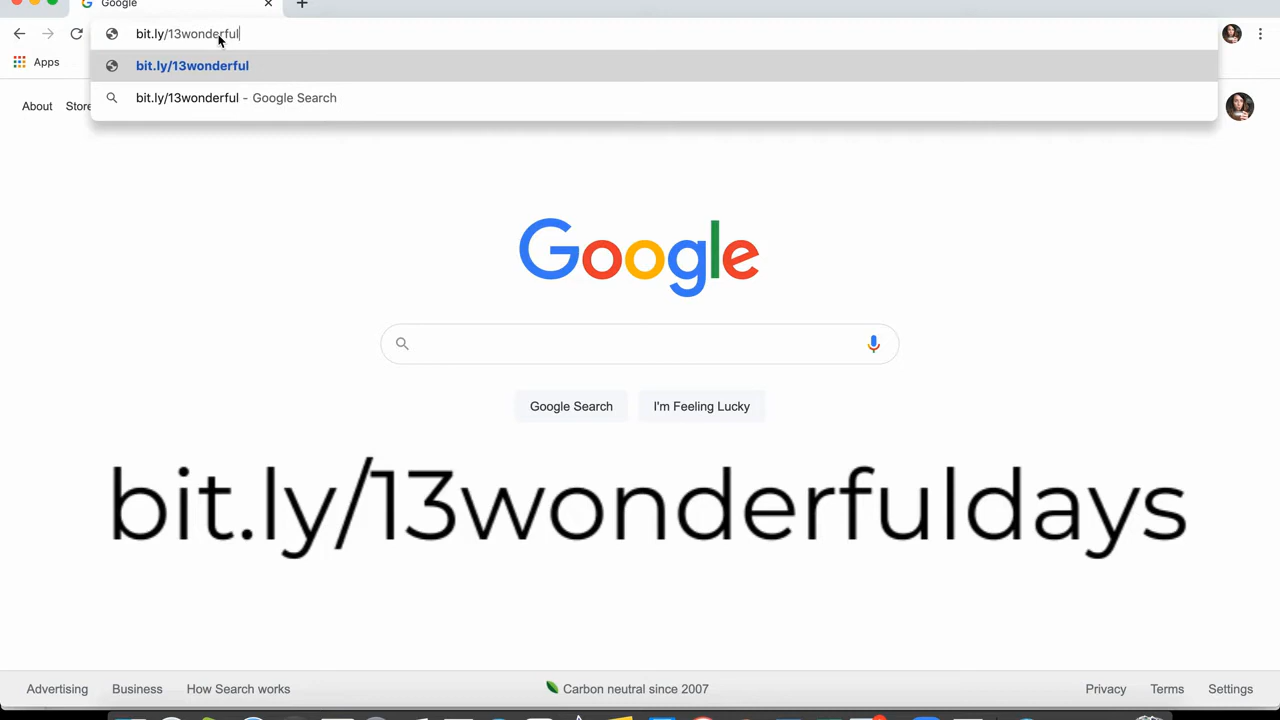 Google
bit.ly/13wonderful
Apps
bit.ly/13wonderful
bit.ly/13wonderful - Google Search
About Store
Google
Google Search I'm Feeling Lucky
bit.ly/13wonderfuldays
Advertising Business How Search works Carbon neutral since 2007 Privacy Terms Settings